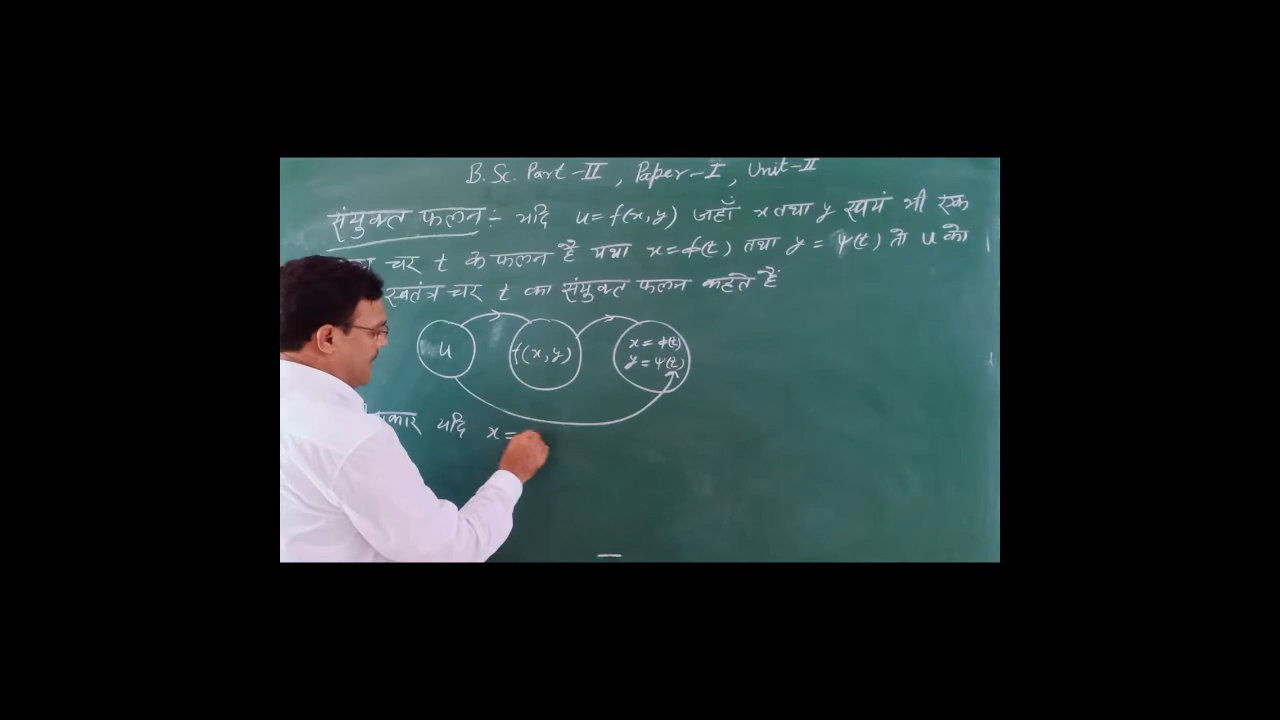 B.Sc. Part-II, Paper-I, Unit-II
संयुक्त फलन :- यदि u = f(x,y) जहाँ x तथा y स्वयं भी एक
चर t के फलन है यथा x = ϕ(t) तथा y = ψ(t) तो u को
स्वतंत्र चर t का संयुक्त फलन कहते हैं
u
f(x,y)
x = ϕ(t)
y = ψ(t)
यदि x =